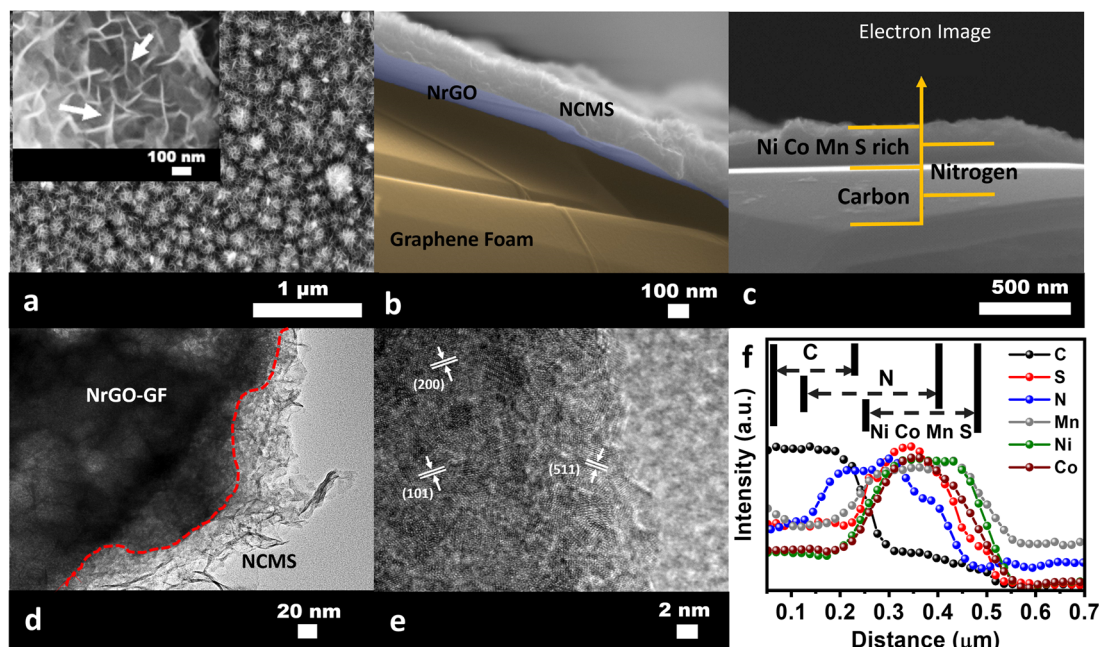 100 nm
1 µm
a
NrGO
NCMS
Graphene Foam
100 nm
b
Electron Image
Ni Co Mn S rich
Nitrogen
Carbon
500 nm
c
NrGO-GF
NCMS
20 nm
d
(200)
(101)
(511)
2 nm
e
f
C
N
Ni Co Mn S
C
S
N
Mn
Ni
Co
Intensity (a.u.)
0.1 0.2 0.3 0.4 0.5 0.6 0.7
Distance (µm)